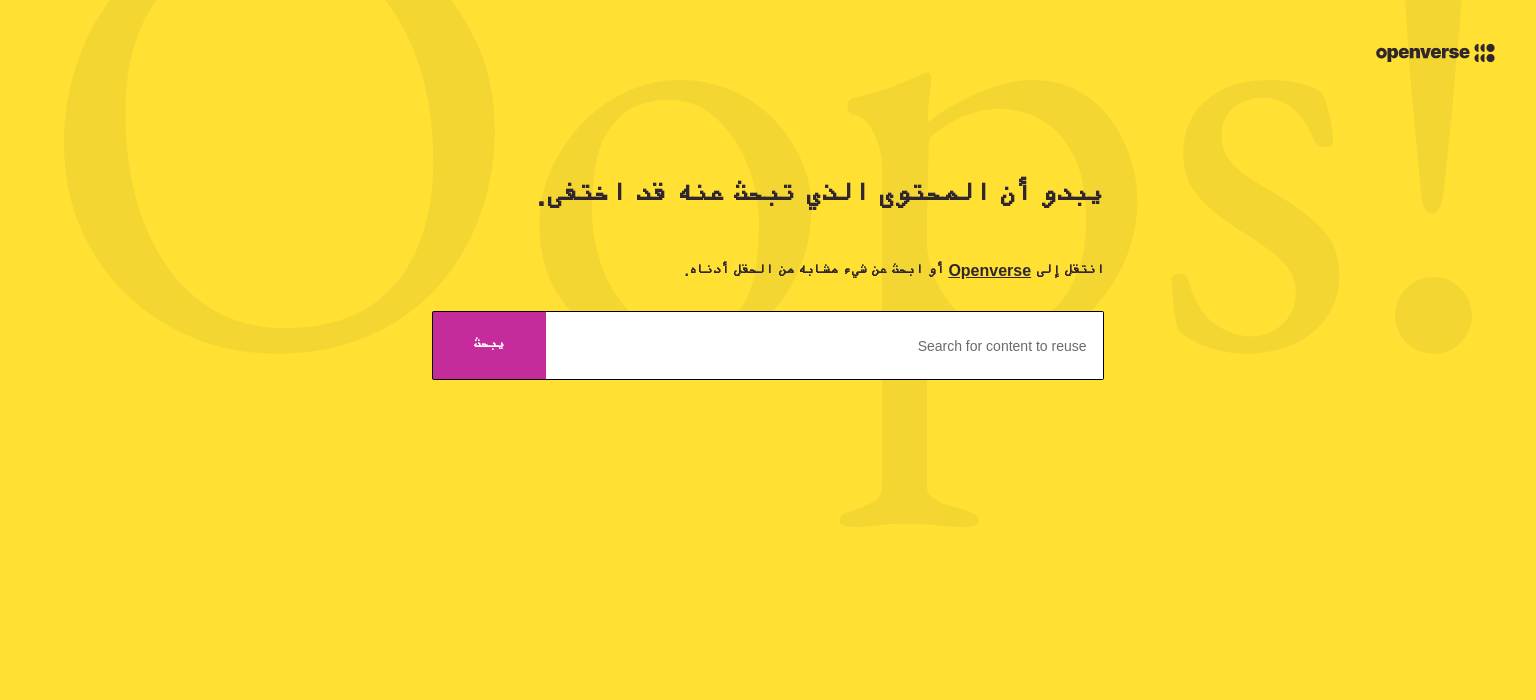 Oops!
openverse
يبدو أن المحتوى الذي تبحث عنه قد اختفى.
انتقل إلى Openverse أو ابحث عن شيء مشابه من الحقل أدناه.
Search for content to reuse
يبحث